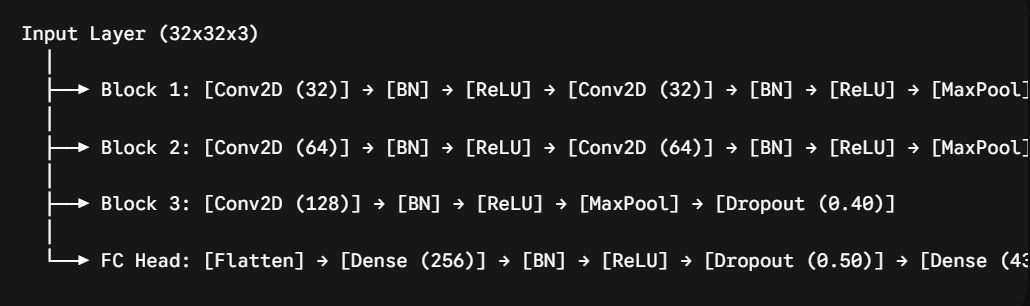 Input Layer (32x32x3)
Block 1: [Conv2D (32)] → [BN] → [ReLU] → [Conv2D (32)] → [BN] → [ReLU] → [MaxPool]
Block 2: [Conv2D (64)] → [BN] → [ReLU] → [Conv2D (64)] → [BN] → [ReLU] → [MaxPool]
Block 3: [Conv2D (128)] → [BN] → [ReLU] → [MaxPool] → [Dropout (0.40)]
FC Head: [Flatten] → [Dense (256)] → [BN] → [ReLU] → [Dropout (0.50)] → [Dense (43